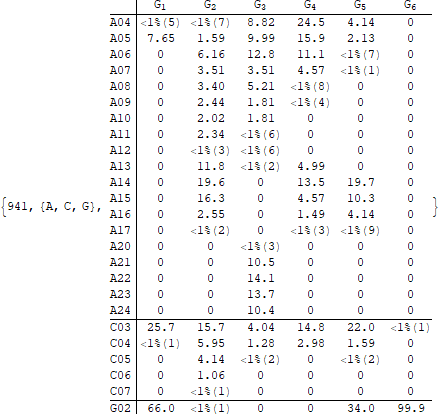 G₁ G₂ G₃ G₄ G₅ G₆
A04 <1%(5) <1%(7) 8.82 24.5 4.14 0
A05 7.65 1.59 9.99 15.9 2.13 0
A06 0 6.16 12.8 11.1 <1%(7) 0
A07 0 3.51 3.51 4.57 <1%(1) 0
A08 0 3.40 5.21 <1%(8) 0 0
A09 0 2.44 1.81 <1%(4) 0 0
A10 0 2.02 1.81 0 0 0
A11 0 2.34 <1%(6) 0 0 0
A12 0 <1%(3) <1%(6) 0 0 0
A13 0 11.8 <1%(2) 4.99 0 0
A14 0 19.6 0 13.5 19.7 0
A15 0 16.3 0 4.57 10.3 0
{941, {A, C, G}, A16 0 2.55 0 1.49 4.14 0 }
A17 0 <1%(2) 0 <1%(3) <1%(9) 0
A20 0 0 <1%(3) 0 0 0
A21 0 0 10.5 0 0 0
A22 0 0 14.1 0 0 0
A23 0 0 13.7 0 0 0
A24 0 0 10.4 0 0 0
C03 25.7 15.7 4.04 14.8 22.0 <1%(1)
C04 <1%(1) 5.95 1.28 2.98 1.59 0
C05 0 4.14 <1%(2) 0 <1%(2) 0
C06 0 1.06 0 0 0 0
C07 0 <1%(1) 0 0 0 0
G02 66.0 <1%(1) 0 0 34.0 99.9